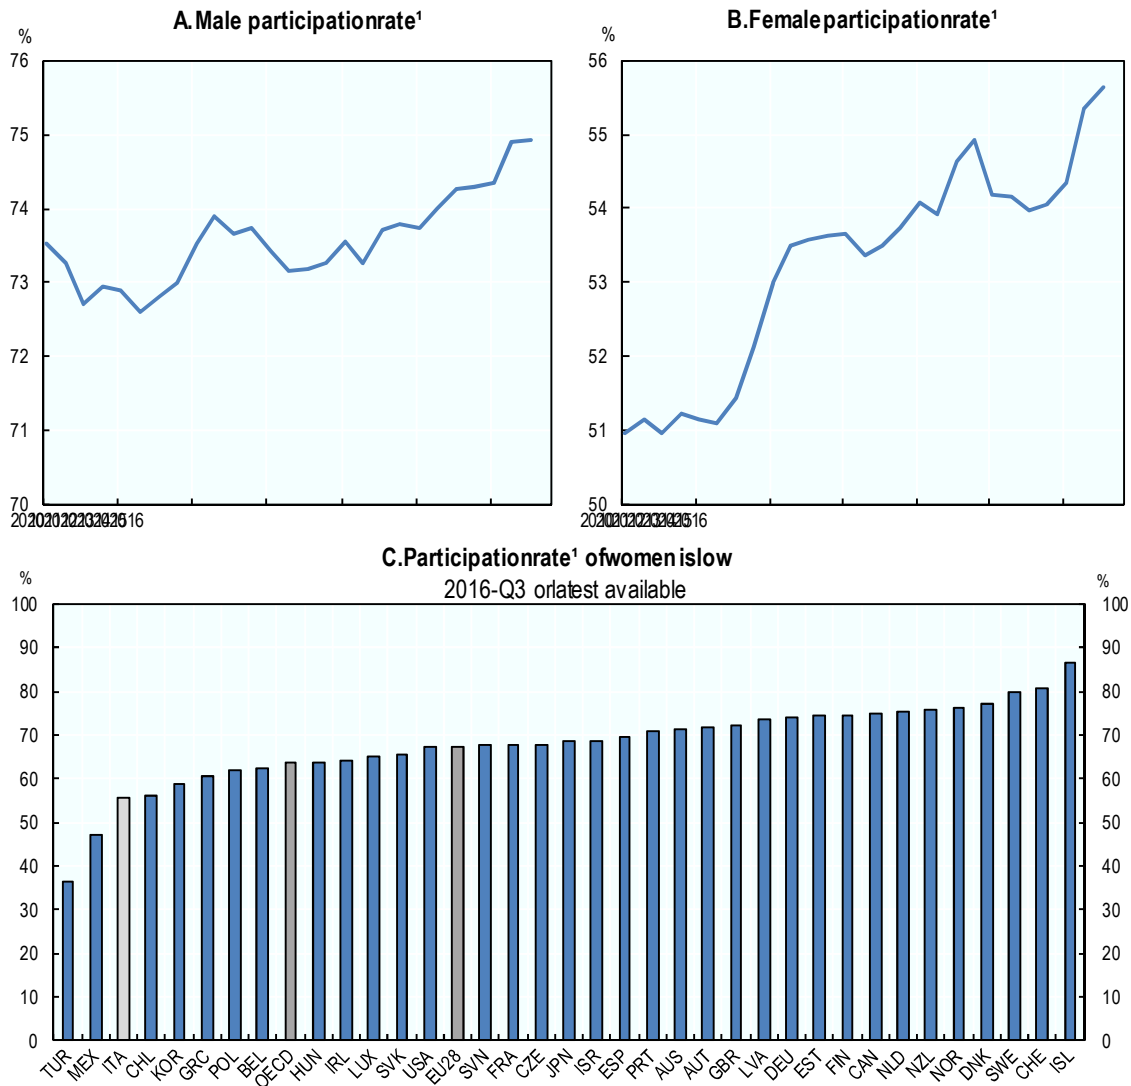 A.Male participationrate¹
%
76
75
74
73
72
71
70
B.Femaleparticipationrate¹
%
56
55
54
53
52
51
50
C.Participationrate¹ ofwomen islow
2016-Q3 orlatest available
%
%
100
90
80
70
60
50
40
30
20
10
0
100
90
80
70
60
50
40
30
20
10
0
TUR
MEX
ITA
CHL
KOR
GRC
POL
BEL
OECD
HUN
IRL
LUX
SVK
USA
EU28
SVN
FRA
CZE
JPN
ISR
ESP
PRT
AUS
AUT
GBR
LVA
DEU
EST
FIN
CAN
NLD
NZL
NOR
DNK
SWE
CHE
ISL